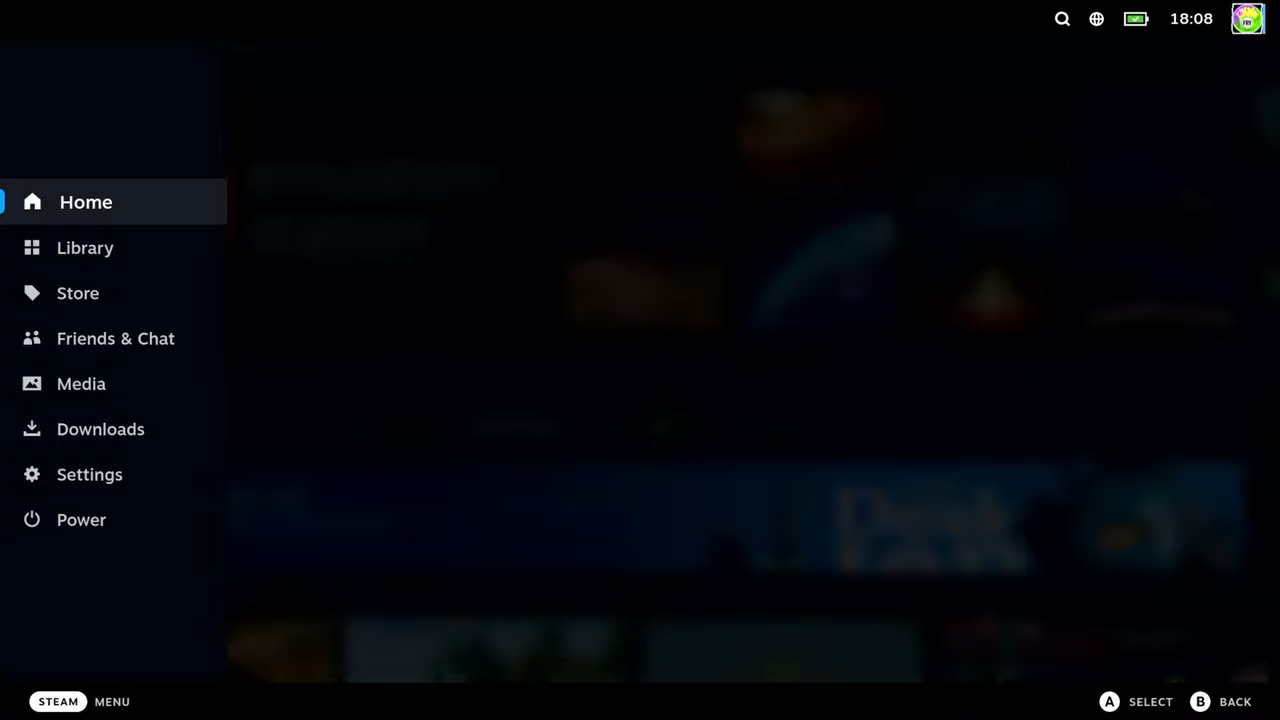 18:08
Home
Library
Store
Friends & Chat
Media
Downloads
Settings
Power
STEAM MENU
A SELECT B BACK